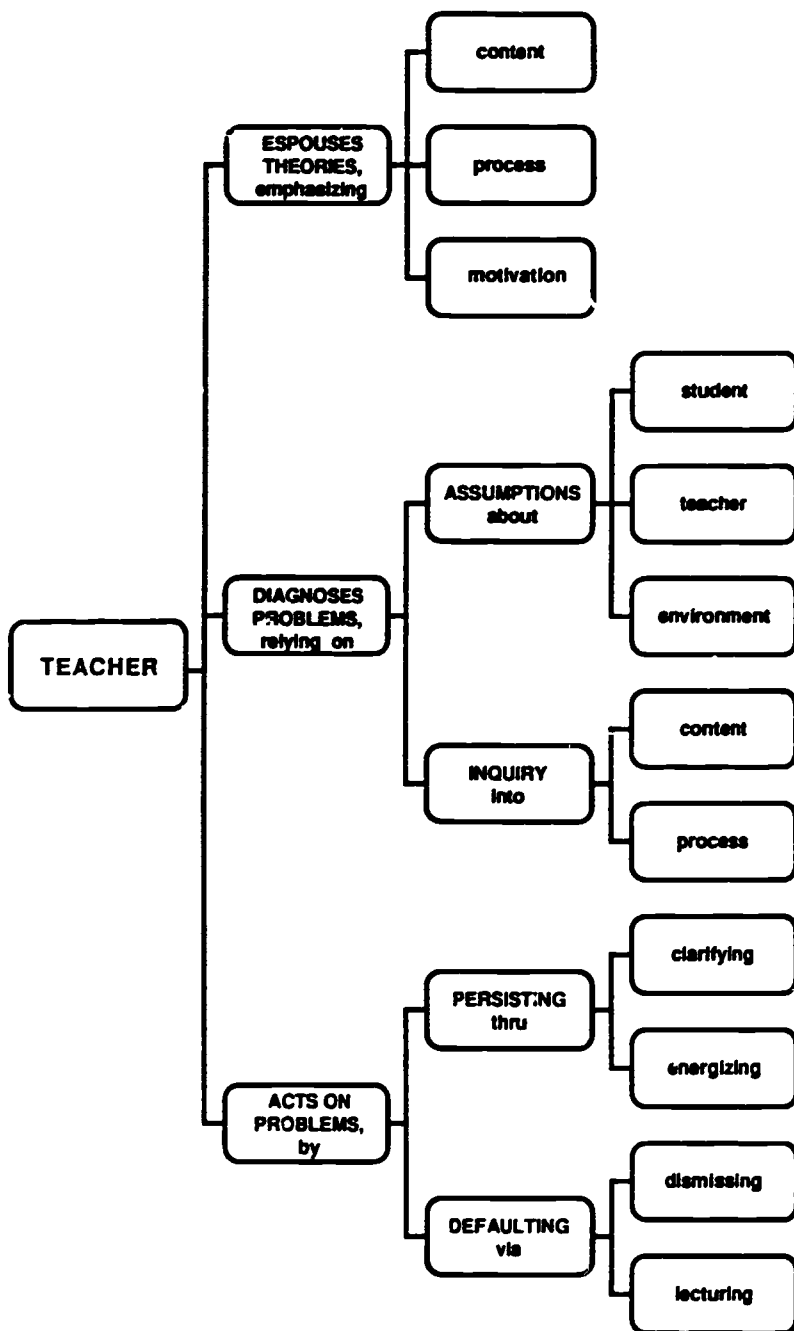 TEACHER
ESPOUSES
THEORIES,
emphasizing
content
process
motivation
DIAGNOSES
PROBLEMS,
relying on
ASSUMPTIONS
about
student
teacher
environment
INQUIRY
into
content
process
ACTS ON
PROBLEMS,
by
PERSISTING
thru
clarifying
energizing
DEFAULTING
via
dismissing
lecturing